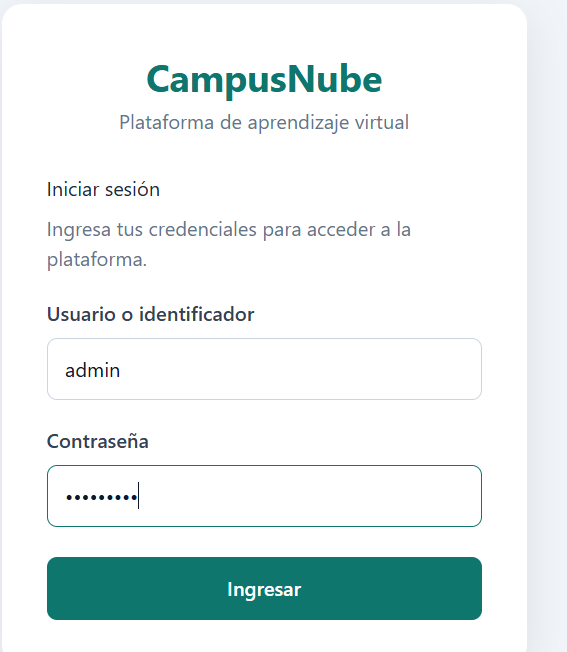 CampusNube
Plataforma de aprendizaje virtual
Iniciar sesión
Ingresa tus credenciales para acceder a la
plataforma.
Usuario o identificador
admin
Contraseña
•••••••••
Ingresar